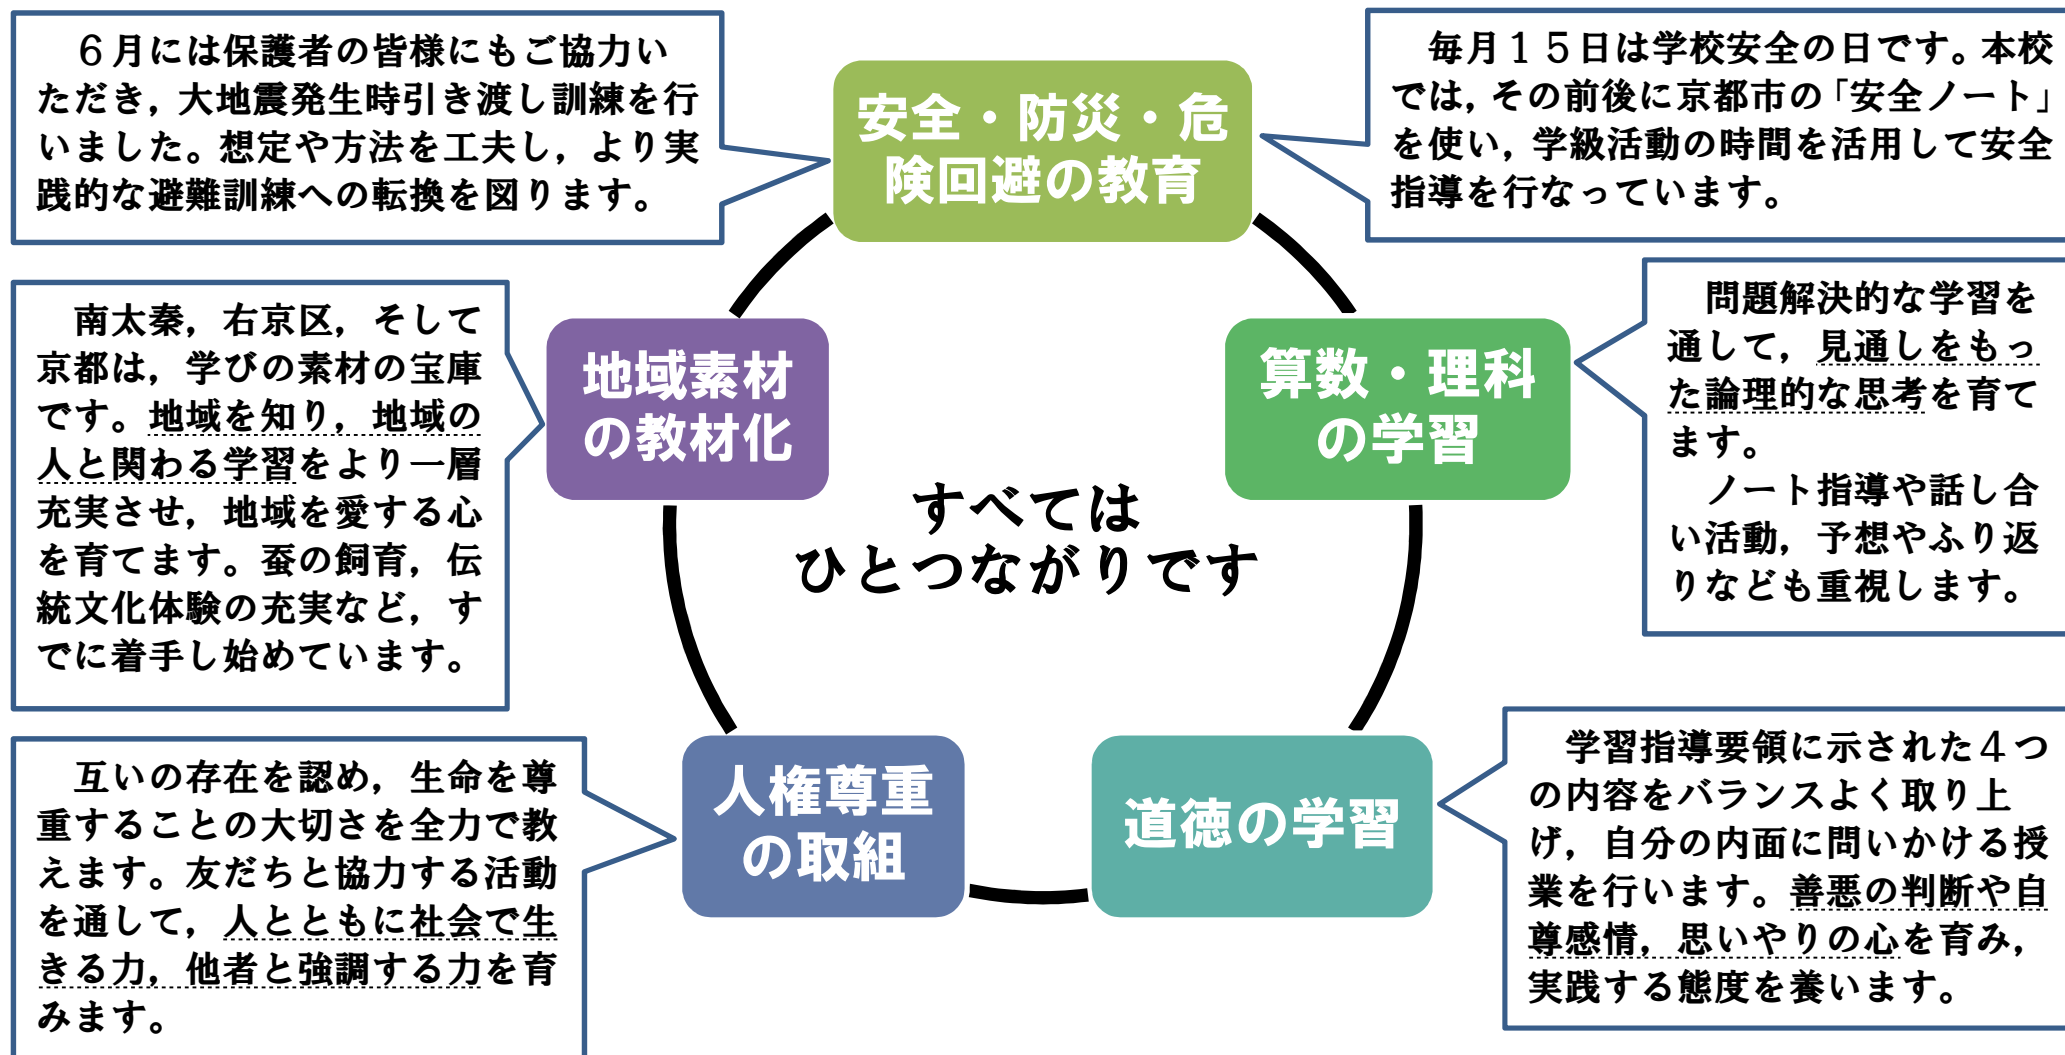 ６月には保護者の皆様にもご協力い
ただき，大地震発生時引き渡し訓練を行
いました。想定や方法を工夫し，より実
践的な避難訓練への転換を図ります。
安全・防災・危
険回避の教育
毎月１５日は学校安全の日です。本校
では，その前後に京都市の「安全ノート」
を使い，学級活動の時間を活用して安全
指導を行なっています。
南太秦，右京区，そして
京都は，学びの素材の宝庫
です。地域を知り，地域の
人と関わる学習をより一層
充実させ，地域を愛する心
を育てます。蚕の飼育，伝
統文化体験の充実など，す
でに着手し始めています。
地域素材
の教材化
算数・理科
の学習
問題解決的な学習を
通して，見通しをもっ
た論理的な思考を育て
ます。
ノート指導や話し合
い活動，予想やふり返
りなども重視します。
すべては
ひとつながりです
互いの存在を認め，生命を尊
重することの大切さを全力で教
えます。友だちと協力する活動
を通して，人とともに社会で生
きる力，他者と強調する力を育
みます。
人権尊重
の取組
道徳の学習
学習指導要領に示された４つ
の内容をバランスよく取り上
げ，自分の内面に問いかける授
業を行います。善悪の判断や自
尊感情，思いやりの心を育み，
実践する態度を養います。